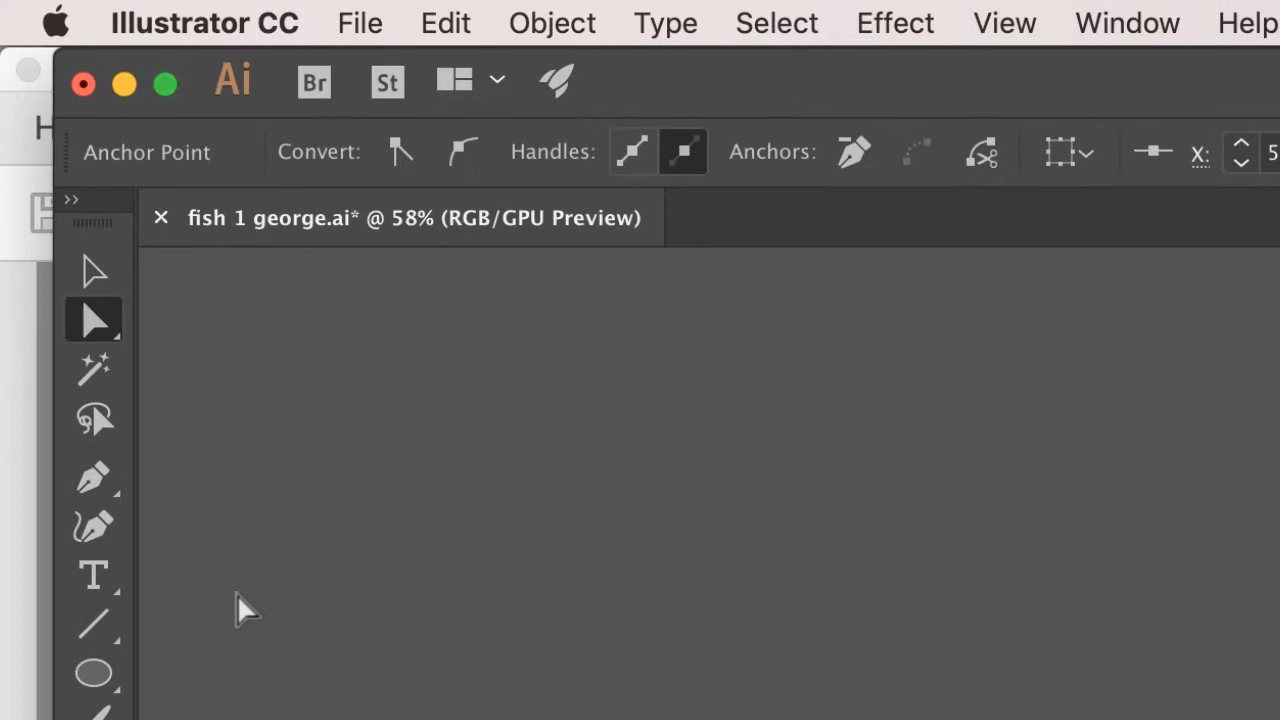 Illustrator CC File Edit Object Type Select Effect View Window Help
Ai Br St
H
Anchor Point Convert: Handles: Anchors: X: 5
× fish 1 george.ai* @ 58% (RGB/GPU Preview)